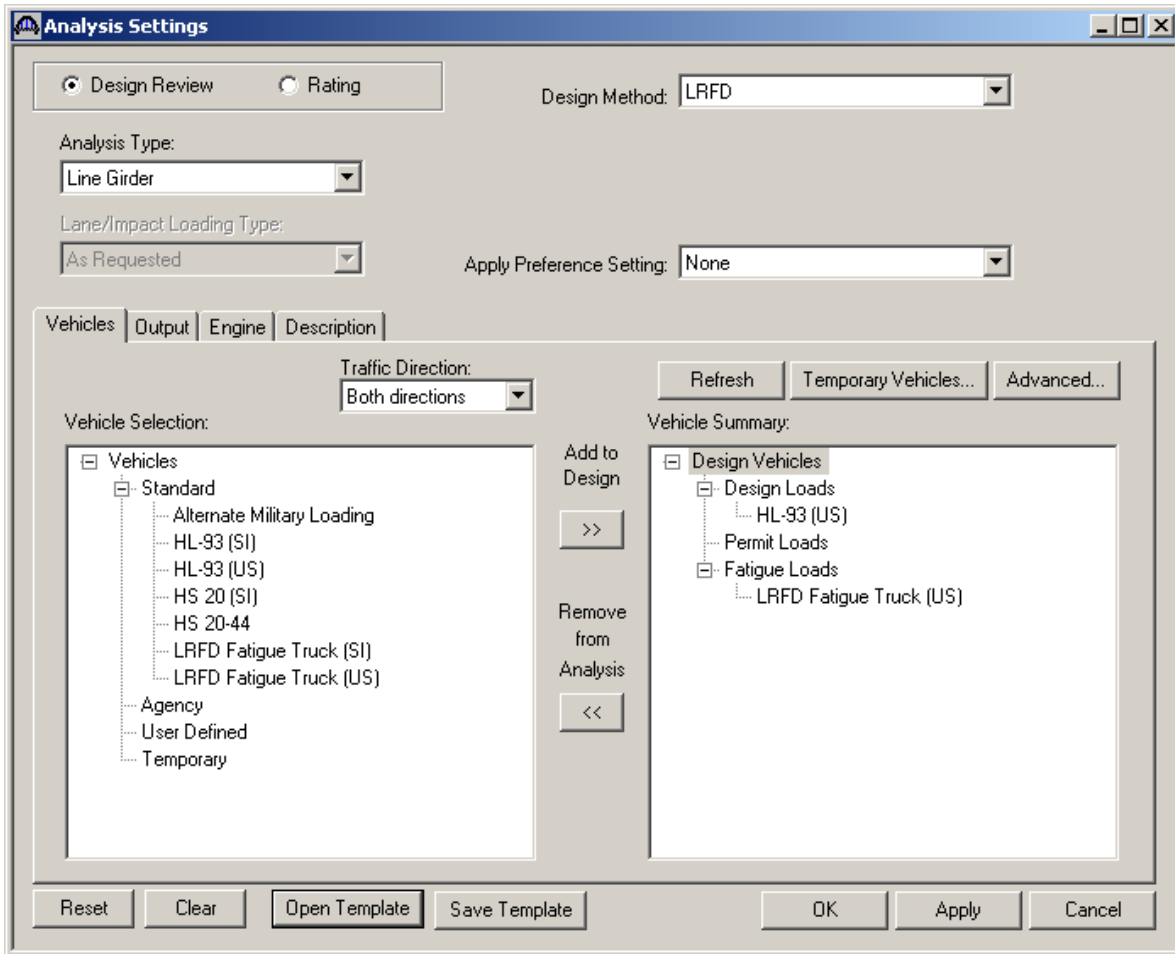 Analysis Settings
Design Review
Rating
Design Method:
LRFD
Analysis Type:
Line Girder
Lane/Impact Loading Type:
As Requested
Apply Preference Setting:
None
Vehicles
Output
Engine
Description
Traffic Direction:
Both directions
Refresh
Temporary Vehicles...
Advanced...
Vehicle Selection:
Vehicles
Standard
Alternate Military Loading
HL-93 (SI)
HL-93 (US)
HS 20 (SI)
HS 20-44
LRFD Fatigue Truck (SI)
LRFD Fatigue Truck (US)
Agency
User Defined
Temporary
Add to
Design
>>
Remove
from
Analysis
<<
Vehicle Summary:
Design Vehicles
Design Loads
HL-93 (US)
Permit Loads
Fatigue Loads
LRFD Fatigue Truck (US)
Reset
Clear
Open Template
Save Template
OK
Apply
Cancel